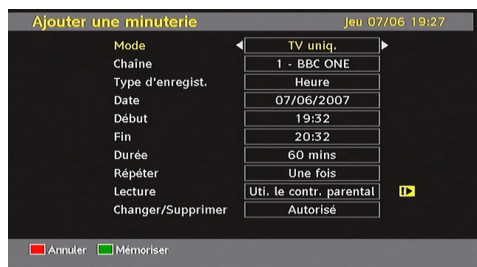 Ajouter une minuterie Jeu 07/06 19:27
Mode TV uniq.
Chaîne 1 - BBC ONE
Type d'enregist. Heure
Date 07/06/2007
Début 19:32
Fin 20:32
Durée 60 mins
Répéter Une fois
Lecture Uti. le contr. parental
Changer/Supprimer Autorisé
Annuler Mémoriser